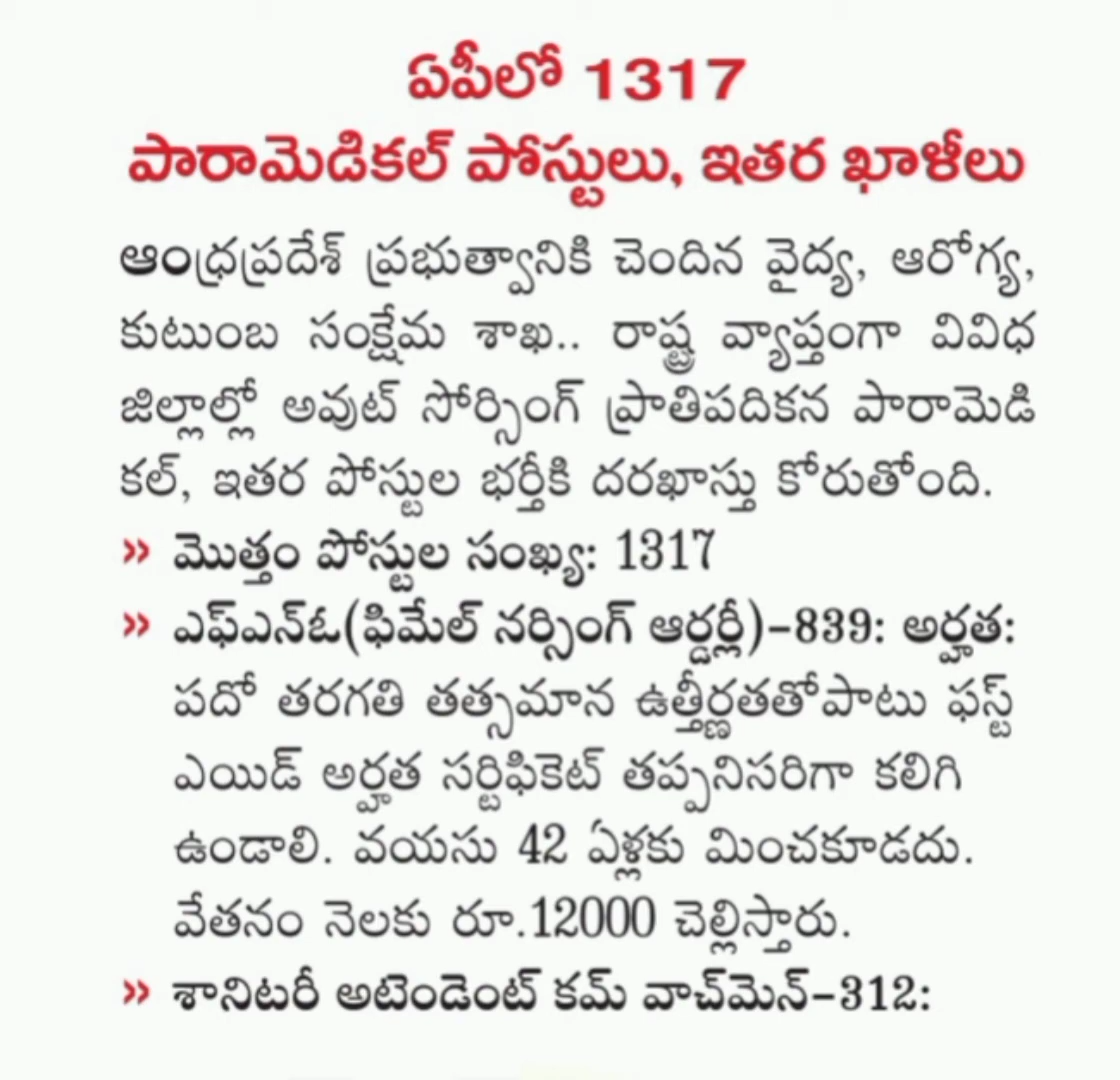 ఏపీలో 1317
పారామెడికల్ పోస్టులు, ఇతర ఖాళీలు
ఆంధ్రప్రదేశ్ ప్రభుత్వానికి చెందిన వైద్య, ఆరోగ్య,
కుటుంబ సంక్షేమ శాఖ.. రాష్ట్ర వ్యాప్తంగా వివిధ
జిల్లాల్లో అవుట్ సోర్సింగ్ ప్రాతిపదికన పారామెడి
కల్, ఇతర పోస్టుల భర్తీకి దరఖాస్తు కోరుతోంది.
» మొత్తం పోస్టుల సంఖ్య: 1317
» ఎఫ్ఎన్ఓ(ఫిమేల్ నర్సింగ్ ఆర్డర్లీ)–839: అర్హత:
పదో తరగతి తత్సమాన ఉత్తీర్ణతతోపాటు ఫస్ట్
ఎయిడ్ అర్హత సర్టిఫికెట్ తప్పనిసరిగా కలిగి
ఉండాలి. వయసు 42 ఏళ్లకు మించకూడదు.
వేతనం నెలకు రూ.12000 చెల్లిస్తారు.
» శానిటరీ అటెండెంట్ కమ్ వాచ్‌మెన్–312: